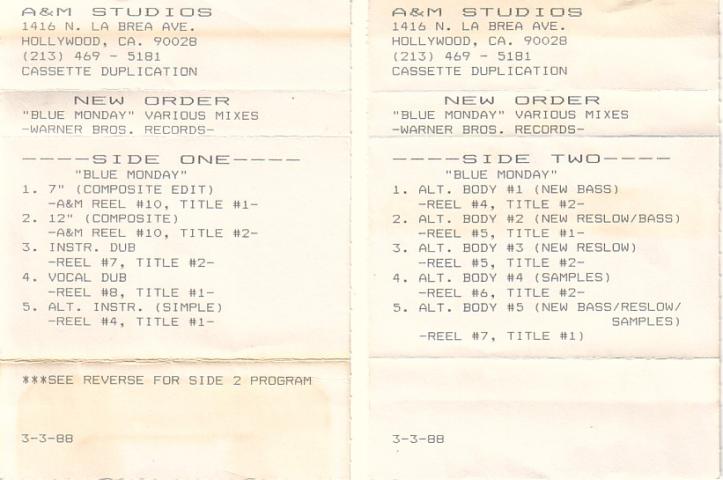 A&M STUDIOS
1416 N. LA BREA AVE.
HOLLYWOOD, CA. 90028
(213) 469 - 5181
CASSETTE DUPLICATION
NEW ORDER
"BLUE MONDAY" VARIOUS MIXES
-WARNER BROS. RECORDS-
----SIDE ONE----
"BLUE MONDAY"
1. 7" (COMPOSITE EDIT)
-A&M REEL #10, TITLE #1-
2. 12" (COMPOSITE)
-A&M REEL #10, TITLE #2-
3. INSTR. DUB
-REEL #7, TITLE #2-
4. VOCAL DUB
-REEL #8, TITLE #1-
5. ALT. INSTR. (SIMPLE)
-REEL #4, TITLE #1-
***SEE REVERSE FOR SIDE 2 PROGRAM
3-3-88
A&M STUDIOS
1416 N. LA BREA AVE.
HOLLYWOOD, CA. 90028
(213) 469 - 5181
CASSETTE DUPLICATION
NEW ORDER
"BLUE MONDAY" VARIOUS MIXES
-WARNER BROS. RECORDS-
----SIDE TWO----
"BLUE MONDAY"
1. ALT. BODY #1 (NEW BASS)
-REEL #4, TITLE #2-
2. ALT. BODY #2 (NEW RESLOW/BASS)
-REEL #5, TITLE #1-
3. ALT. BODY #3 (NEW RESLOW)
-REEL #5, TITLE #2-
4. ALT. BODY #4 (SAMPLES)
-REEL #6, TITLE #2-
5. ALT. BODY #5 (NEW BASS/RESLOW/
SAMPLES)
-REEL #7, TITLE #1)
3-3-88